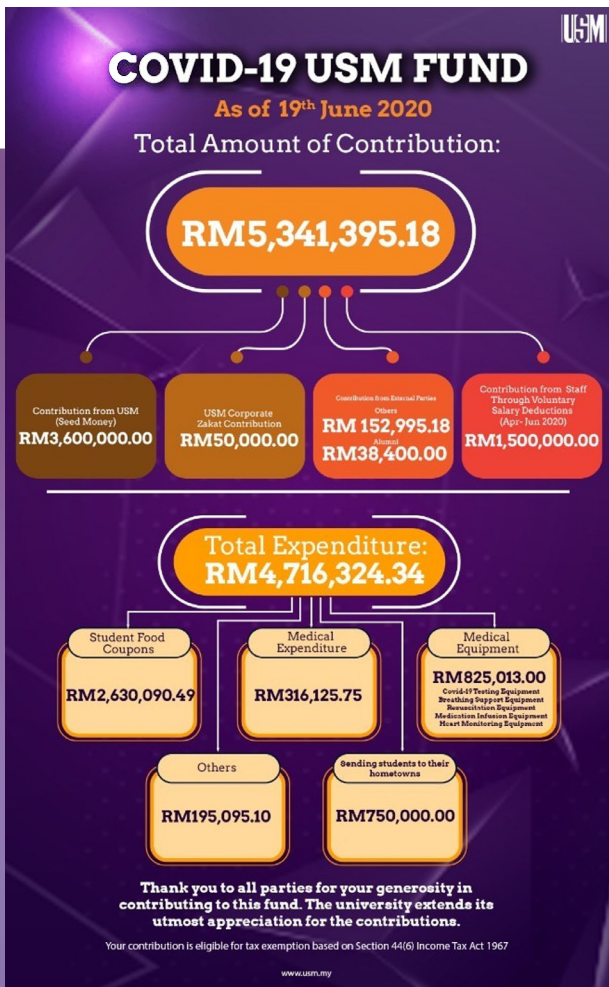 USM
COVID-19 USM FUND
As of 19th June 2020
Total Amount of Contribution:
RM5,341,395.18
Contribution from USM
(Seed Money)
RM3,600,000.00
USM Corporate
Zakat Contribution
RM50,000.00
Contribution from External Parties
Others
RM 152,995.18
Alumni
RM38,400.00
Contribution from Staff
Through Voluntary
Salary Deductions
(Apr- Jun 2020)
RM1,500,000.00
Total Expenditure:
RM4,716,324.34
Student Food
Coupons
RM2,630,090.49
Medical
Expenditure
RM316,125.75
Medical
Equipment
RM825,013.00
Covid-19 Testing Equipment
Breathing Support Equipment
Resuscitation Equipment
Medication Infusion Equipment
Heart Monitoring Equipment
Others
RM195,095.10
Sending students to their
hometowns
RM750,000.00
Thank you to all parties for your generosity in
contributing to this fund. The university extends its
utmost appreciation for the contributions.
Your contribution is eligible for tax exemption based on Section 44(6) Income Tax Act 1967
www.usm.my